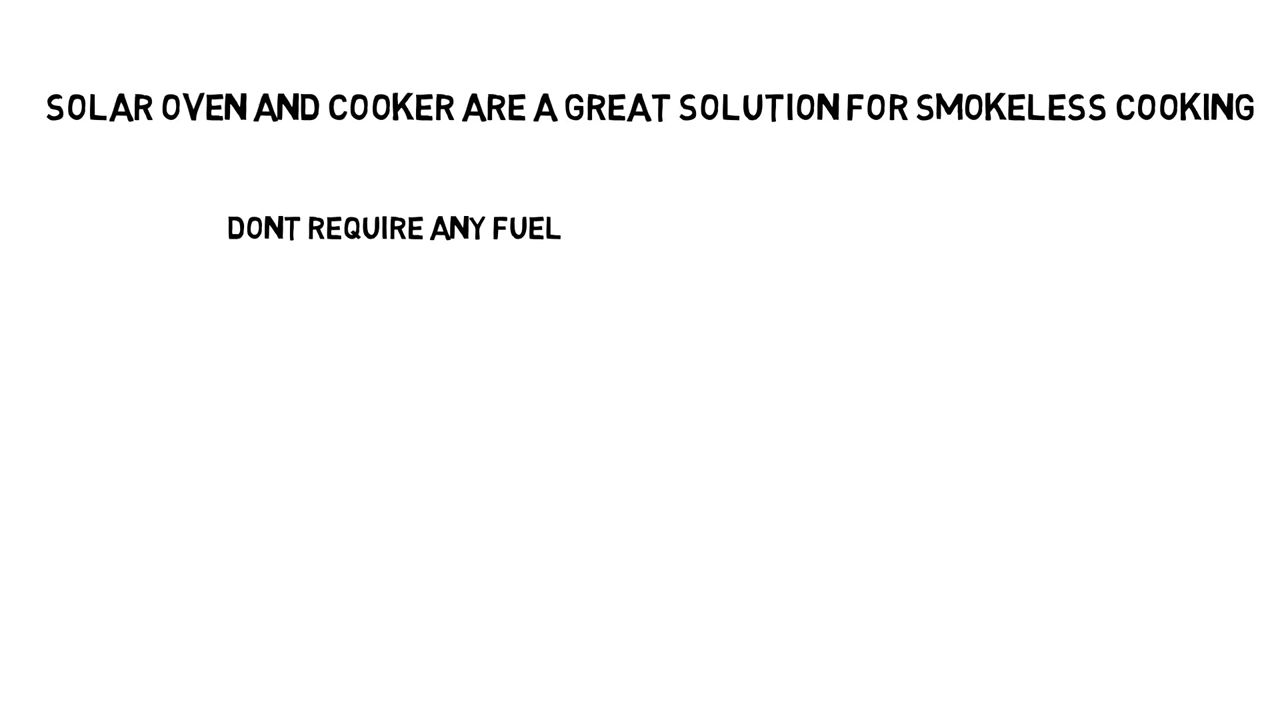 SOLAR OVEN AND COOKER ARE A GREAT SOLUTION FOR SMOKELESS COOKING
DONT REQUIRE ANY FUEL